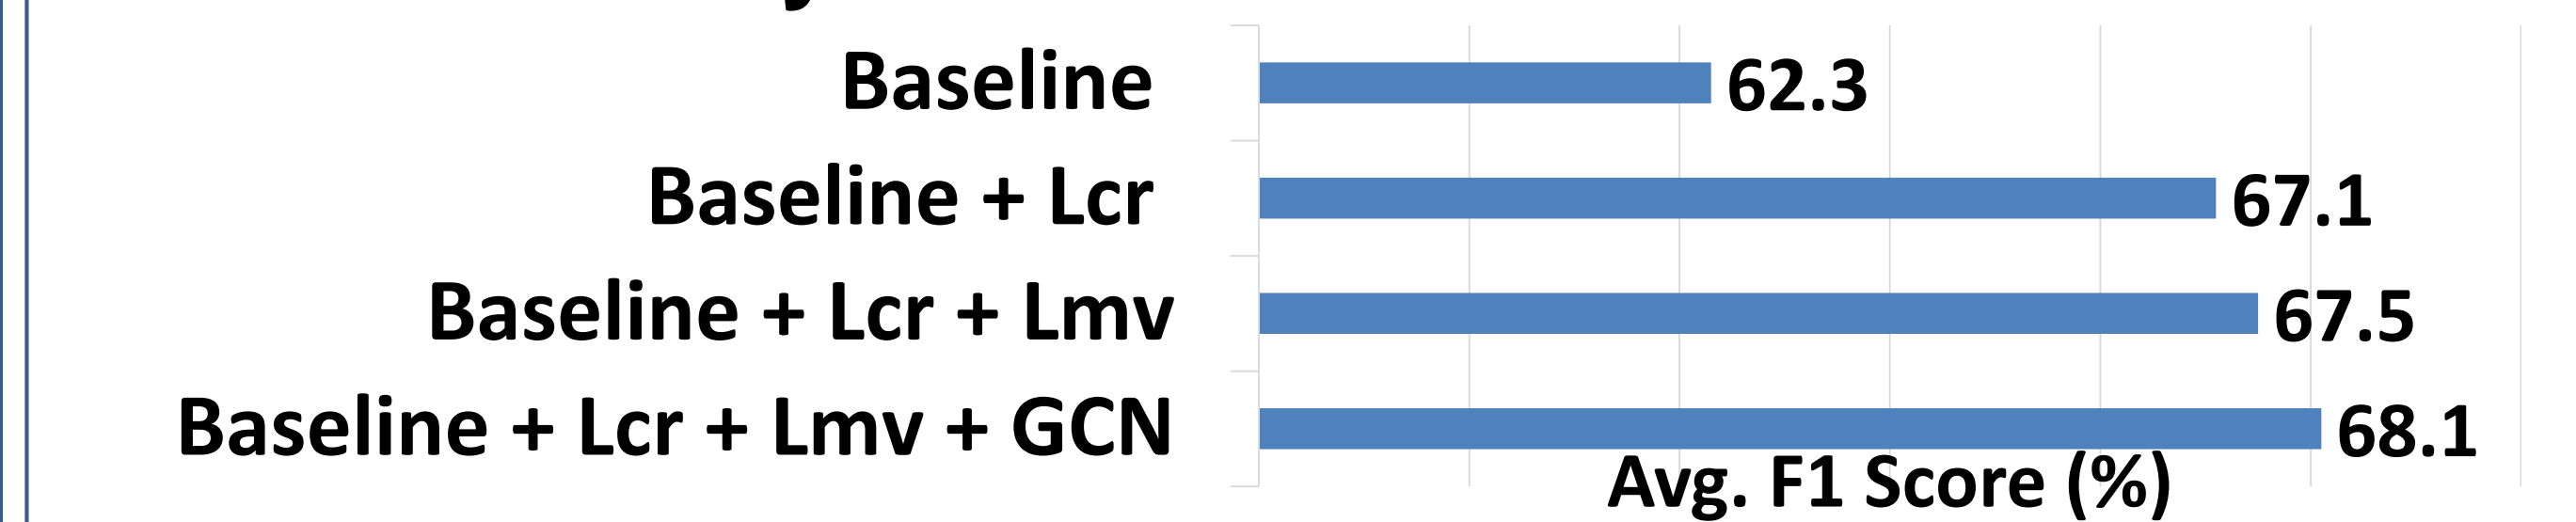 Baseline 62.3
Baseline + Lcr 67.1
Baseline + Lcr + Lmv 67.5
Baseline + Lcr + Lmv + GCN 68.1
Avg. F1 Score (%)